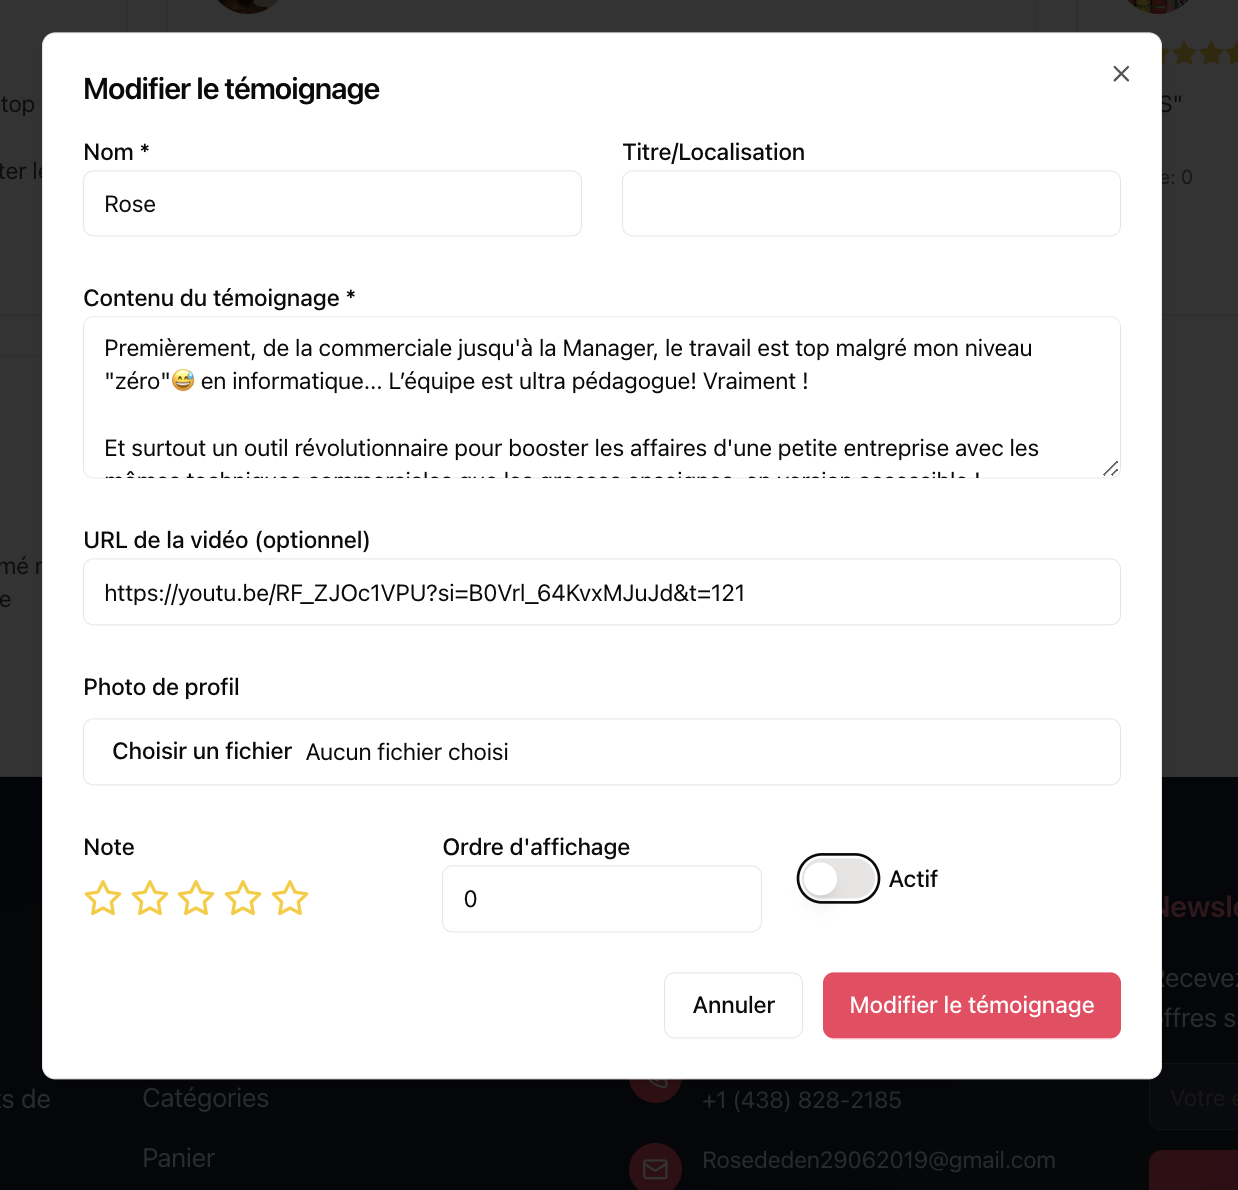 top
S"
ter le
e: 0
mé r
e
Modifier le témoignage
Nom *
Titre/Localisation
Rose
Contenu du témoignage *
Premièrement, de la commerciale jusqu'à la Manager, le travail est top malgré mon niveau
"zéro"😅 en informatique... L’équipe est ultra pédagogue! Vraiment !
Et surtout un outil révolutionnaire pour booster les affaires d'une petite entreprise avec les
URL de la vidéo (optionnel)
https://youtu.be/RF_ZJOc1VPU?si=B0Vrl_64KvxMJuJd&t=121
Photo de profil
Choisir un fichier Aucun fichier choisi
Note
Ordre d'affichage
0
Actif
Annuler
Modifier le témoignage
Newsle
Recevez
ffres s
ts de
Catégories
+1 (438) 828-2185
Votre e
Panier
Rosededen29062019@gmail.com